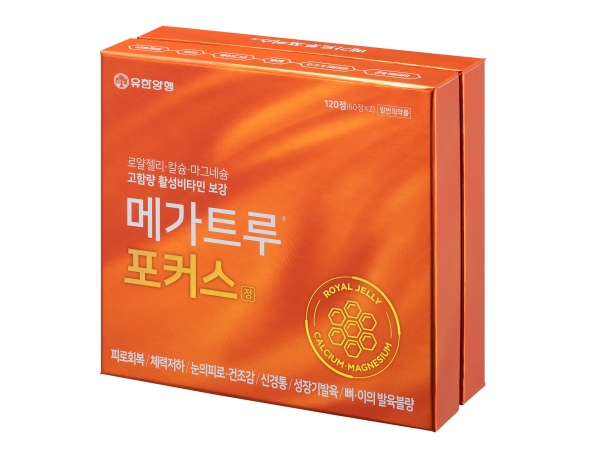 유한양행
120정(60정×2) 일반의약품
로얄젤리·칼슘·마그네슘
고함량 활성비타민 보강
메가트루®
포커스 정
ROYAL JELLY
CALCIUM·MAGNESIUM
피로회복/체력저하/눈의피로·건조감/신경통/성장기발육/뼈·이의 발육불량